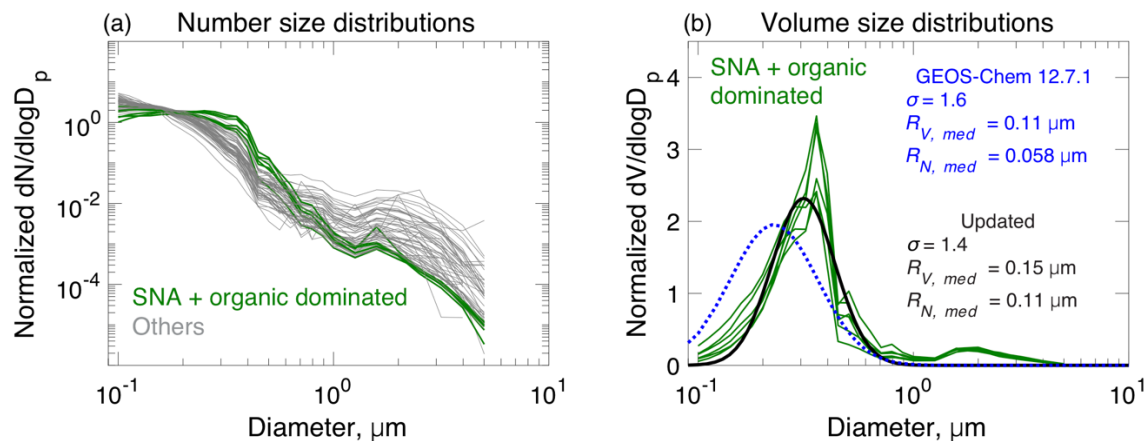 (a) Number size distributions
Normalized dN/dlogD_p
10^0
10^-2
10^-4
SNA + organic dominated
Others
10^-1 10^0 10^1
Diameter, µm
(b) Volume size distributions
Normalized dV/dlogD_p
4
3
2
1
0
SNA + organic
dominated
GEOS-Chem 12.7.1
σ = 1.6
R_V, med = 0.11 µm
R_N, med = 0.058 µm
Updated
σ = 1.4
R_V, med = 0.15 µm
R_N, med = 0.11 µm
10^-1 10^0 10^1
Diameter, µm